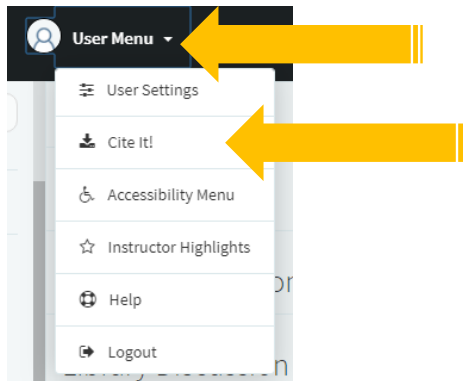 User Menu
User Settings
Cite It!
Accessibility Menu
Instructor Highlights
Help
Logout